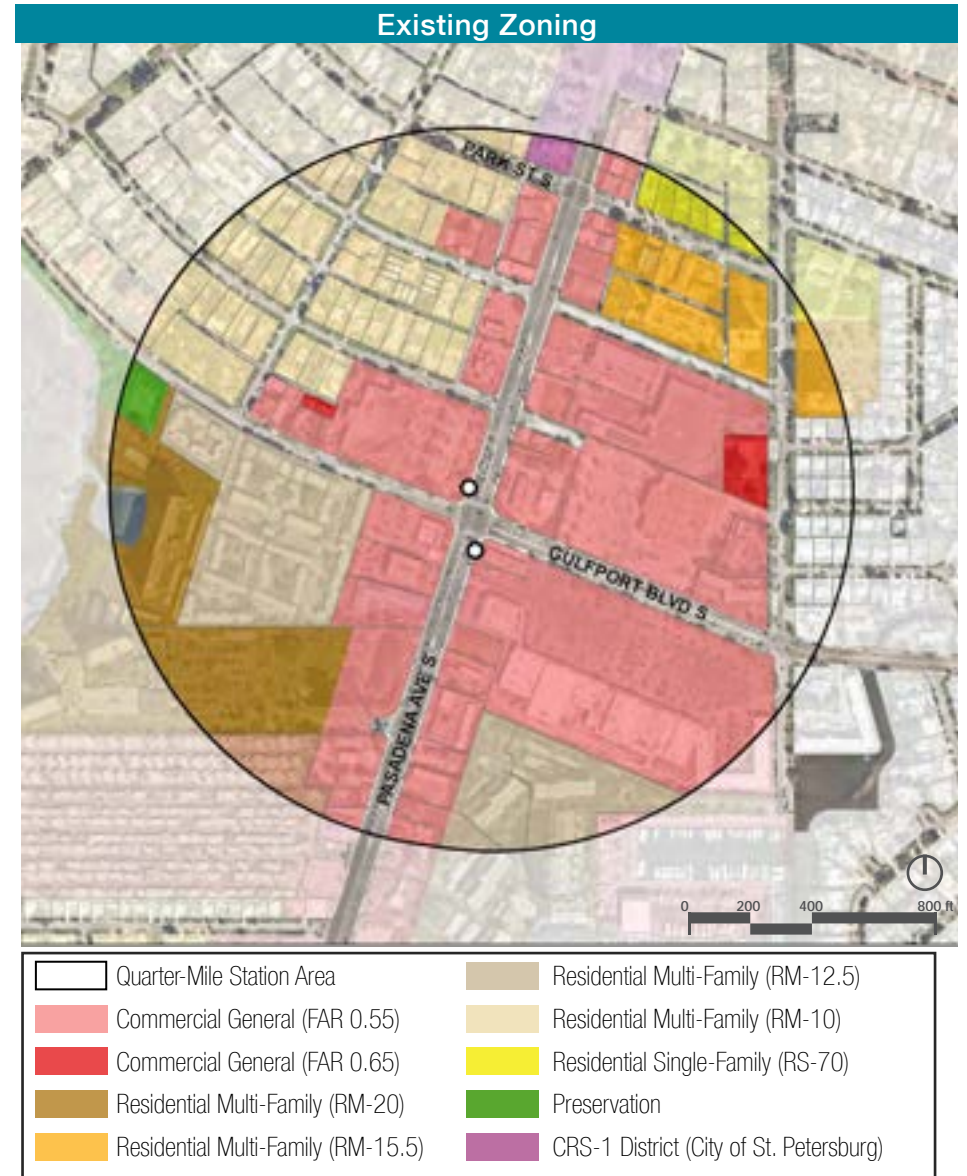 Existing Zoning
PARK ST S
GULFPORT BLVD S
PASADENA AVE S
0 200 400 800 ft
Quarter-Mile Station Area
Commercial General (FAR 0.55)
Commercial General (FAR 0.65)
Residential Multi-Family (RM-20)
Residential Multi-Family (RM-15.5)
Residential Multi-Family (RM-12.5)
Residential Multi-Family (RM-10)
Residential Single-Family (RS-70)
Preservation
CRS-1 District (City of St. Petersburg)